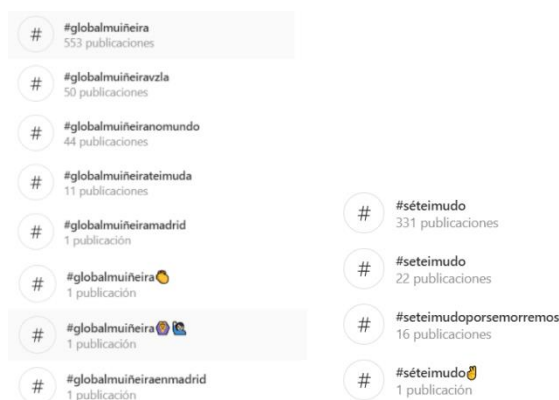 #
#globalmuiñeira
553 publicaciones
#
#globalmuiñeiravzla
50 publicaciones
#
#globalmuiñeiranomundo
44 publicaciones
#
#globalmuiñeirateimuda
11 publicaciones
#
#globalmuiñeiramadrid
1 publicación
#
#globalmuiñeira👏
1 publicación
#
#globalmuiñeira🙆🙋
1 publicación
#
#globalmuiñeiraenmadrid
1 publicación
#
#séteimudo
331 publicaciones
#
#seteimudo
22 publicaciones
#
#seteimudoporsemorremos
16 publicaciones
#
#séteimudo✌
1 publicación